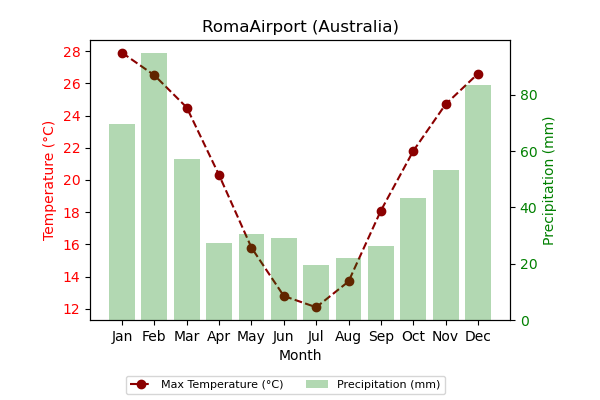 RomaAirport (Australia)
28
26
24
22
20
18
16
14
12
Temperature (°C)
80
60
40
20
0
Precipitation (mm)
Jan Feb Mar Apr May Jun Jul Aug Sep Oct Nov Dec
Month
Max Temperature (°C) Precipitation (mm)